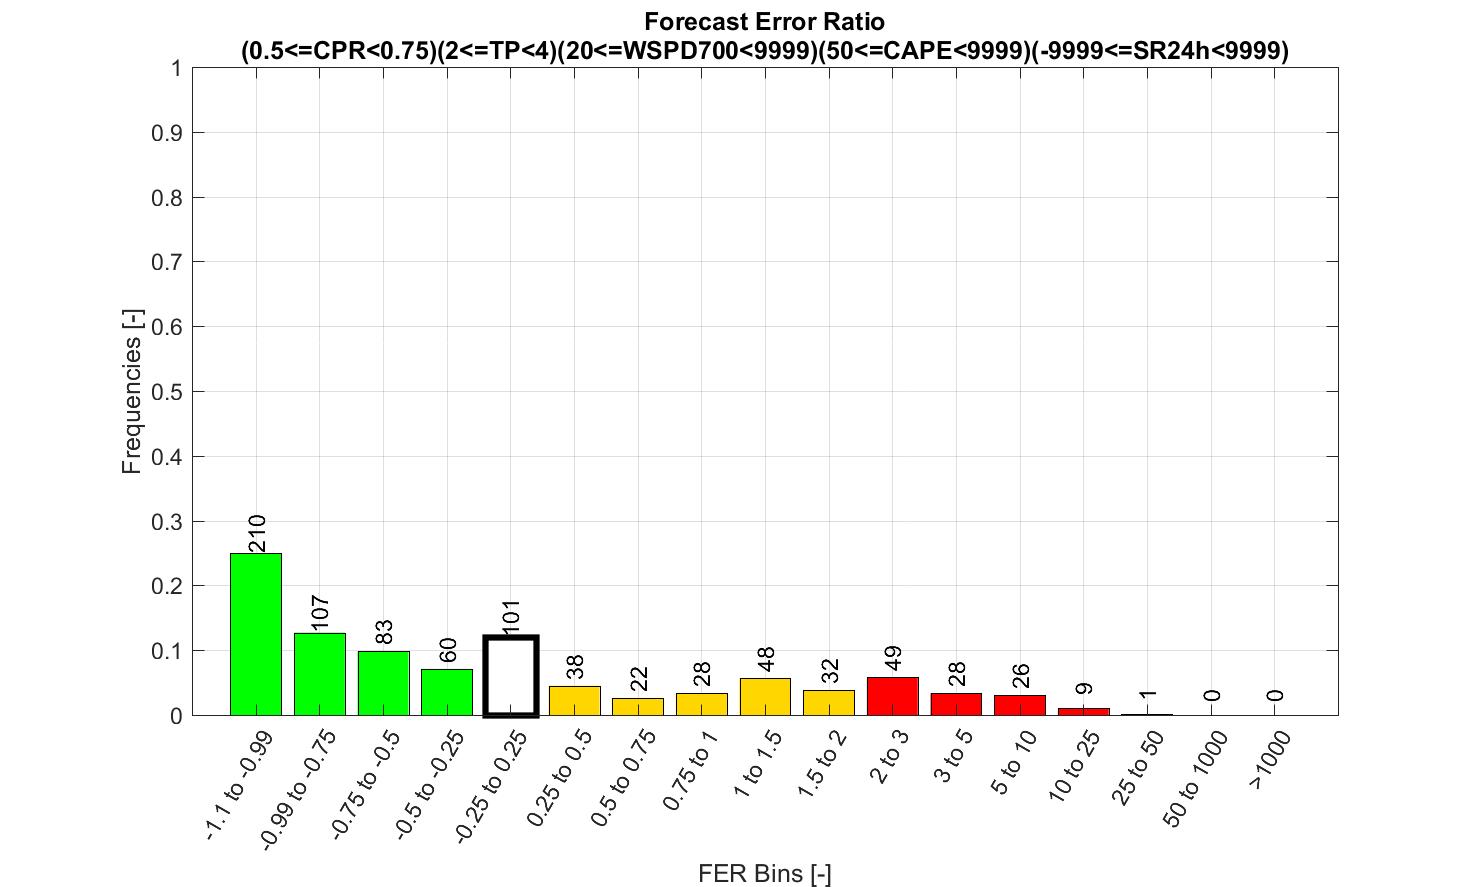 Forecast Error Ratio
(0.5<=CPR<0.75)(2<=TP<4)(20<=WSPD700<9999)(50<=CAPE<9999)(-9999<=SR24h<9999)
1
0.9
0.8
0.7
0.6
0.5
0.4
0.3
0.2
0.1
0
Frequencies [-]
210
107
83
60
101
38
22
28
48
32
49
28
26
9
1
0
0
-1.1 to -0.99
-0.99 to -0.75
-0.75 to -0.5
-0.5 to -0.25
-0.25 to 0.25
0.25 to 0.5
0.5 to 0.75
0.75 to 1
1 to 1.5
1.5 to 2
2 to 3
3 to 5
5 to 10
10 to 25
25 to 50
50 to 1000
>1000
FER Bins [-]